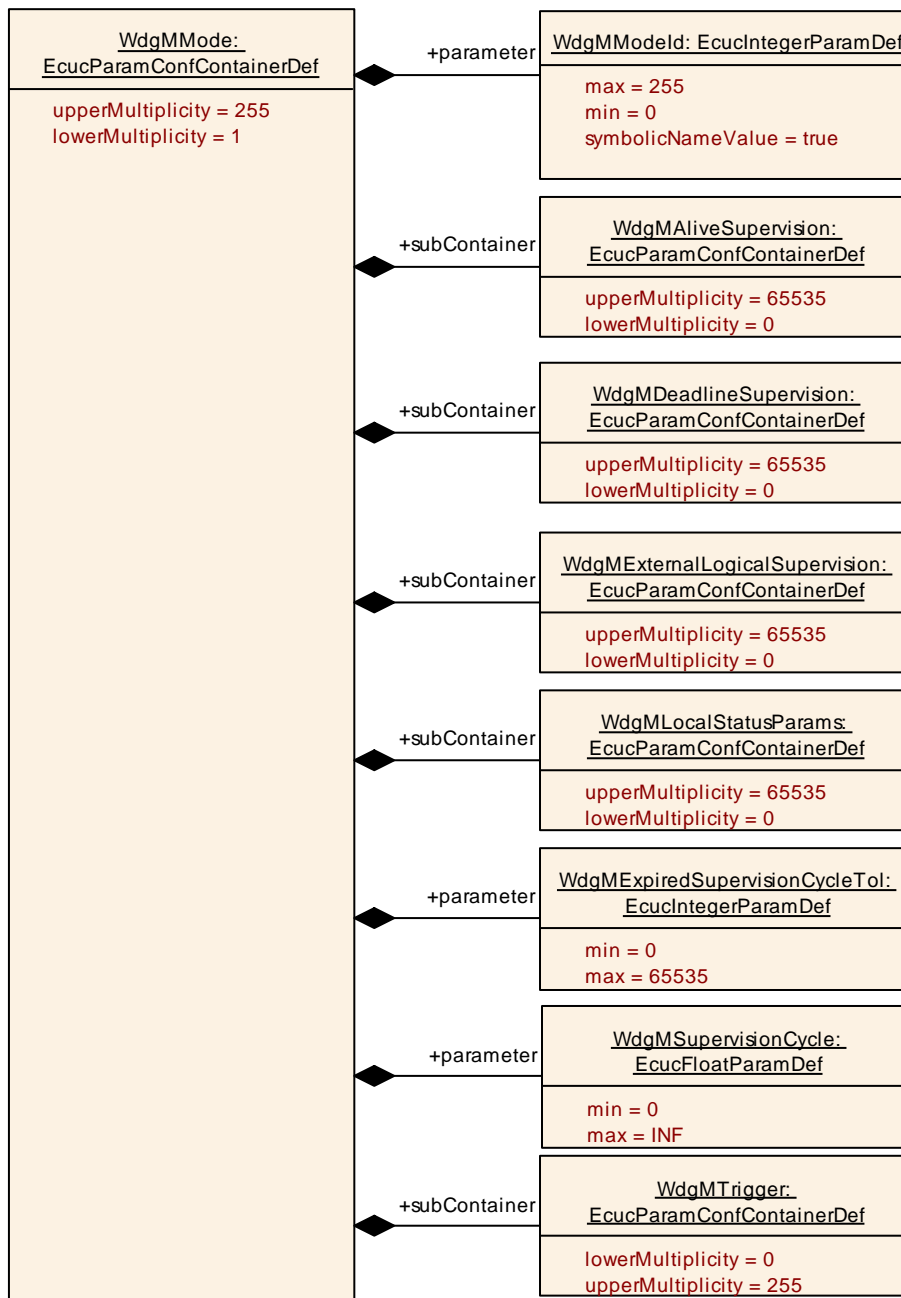 WdgMMode:
EcucParamConfContainerDef
upperMultiplicity = 255
lowerMultiplicity = 1
+parameter
WdgMModeId: EcucIntegerParamDef
max = 255
min = 0
symbolicNameValue = true
+subContainer
WdgMAliveSupervision:
EcucParamConfContainerDef
upperMultiplicity = 65535
lowerMultiplicity = 0
+subContainer
WdgMDeadlineSupervision:
EcucParamConfContainerDef
upperMultiplicity = 65535
lowerMultiplicity = 0
+subContainer
WdgMExternalLogicalSupervision:
EcucParamConfContainerDef
upperMultiplicity = 65535
lowerMultiplicity = 0
+subContainer
WdgMLocalStatusParams:
EcucParamConfContainerDef
upperMultiplicity = 65535
lowerMultiplicity = 0
+parameter
WdgMExpiredSupervisionCycleTol:
EcucIntegerParamDef
min = 0
max = 65535
+parameter
WdgMSupervisionCycle:
EcucFloatParamDef
min = 0
max = INF
+subContainer
WdgMTrigger:
EcucParamConfContainerDef
lowerMultiplicity = 0
upperMultiplicity = 255